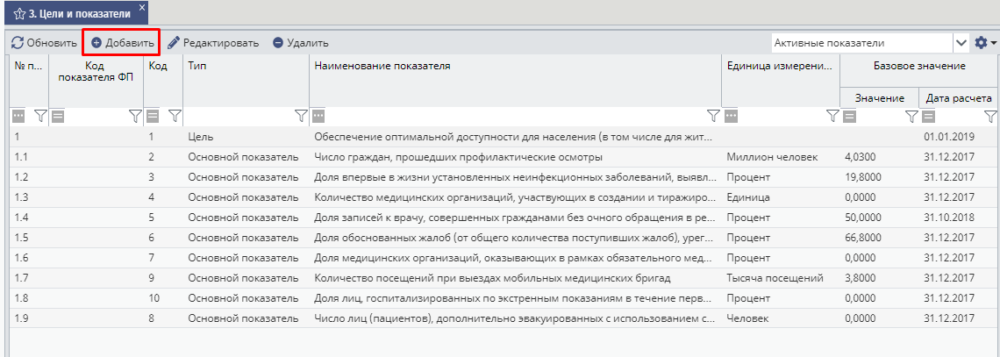 3. Цели и показатели
Обновить Добавить Редактировать Удалить Активные показатели
№ п... Код показателя ФП Код Тип Наименование показателя Единица измерени... Базовое значение
Значение Дата расчета
1 1 Цель Обеспечение оптимальной доступности для населения (в том числе для жит... 01.01.2019
1.1 2 Основной показатель Число граждан, прошедших профилактические осмотры Миллион человек 4,0300 31.12.2017
1.2 3 Основной показатель Доля впервые в жизни установленных неинфекционных заболеваний, выявл... Процент 19,8000 31.12.2017
1.3 4 Основной показатель Количество медицинских организаций, участвующих в создании и тиражиро... Единица 0,0000 31.12.2017
1.4 5 Основной показатель Доля записей к врачу, совершенных гражданами без очного обращения в ре... Процент 50,0000 31.10.2018
1.5 6 Основной показатель Доля обоснованных жалоб (от общего количества поступивших жалоб), урег... Процент 66,8000 31.12.2017
1.6 7 Основной показатель Доля медицинских организаций, оказывающих в рамках обязательного мед... Процент 0,0000 31.12.2017
1.7 9 Основной показатель Количество посещений при выездах мобильных медицинских бригад Тысяча посещений 3,8000 31.12.2017
1.8 10 Основной показатель Доля лиц, госпитализированных по экстренным показаниям в течение перв... Процент 0,0000 31.12.2017
1.9 8 Основной показатель Число лиц (пациентов), дополнительно эвакуированных с использованием с... Человек 0,0000 31.12.2017